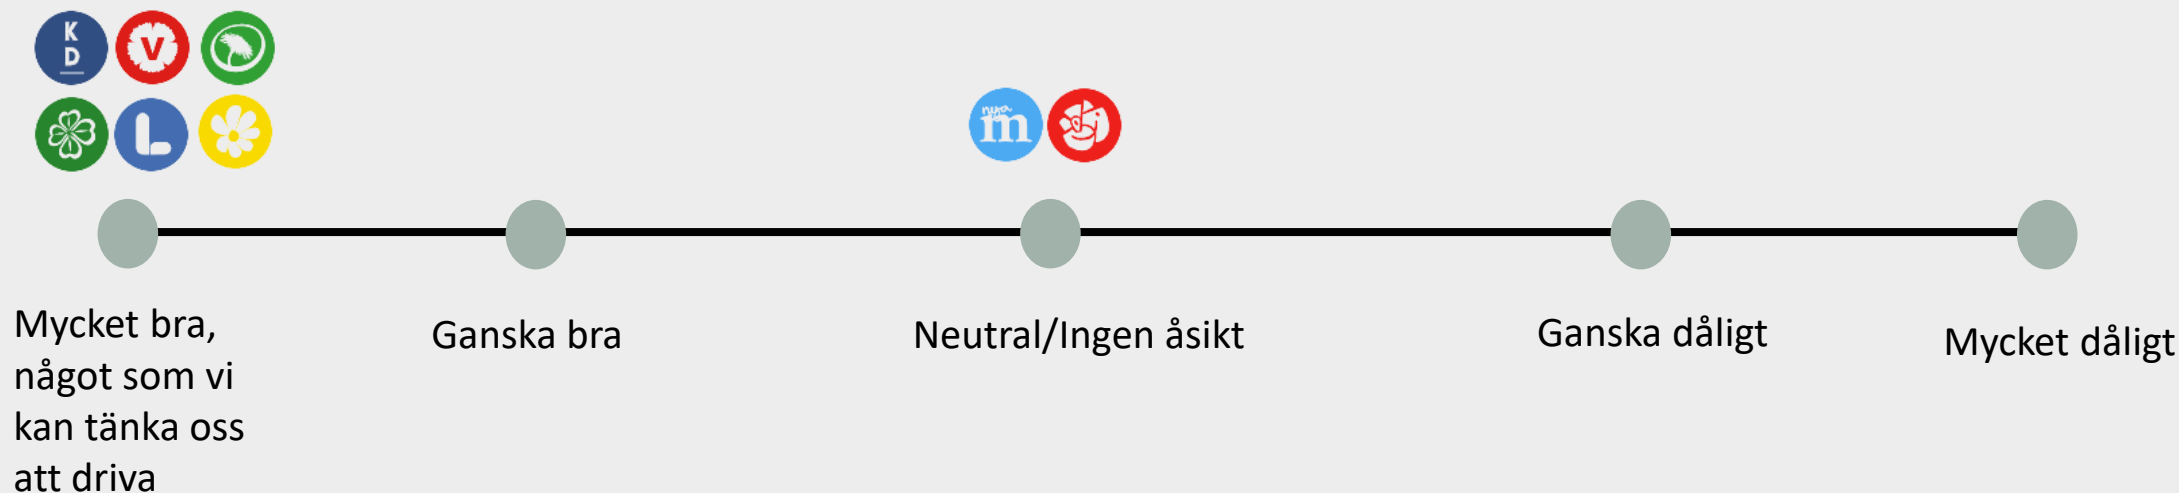 K
D
V
L
nya
m
Mycket bra,
något som vi
kan tänka oss
att driva
Ganska bra
Neutral/Ingen åsikt
Ganska dåligt
Mycket dåligt